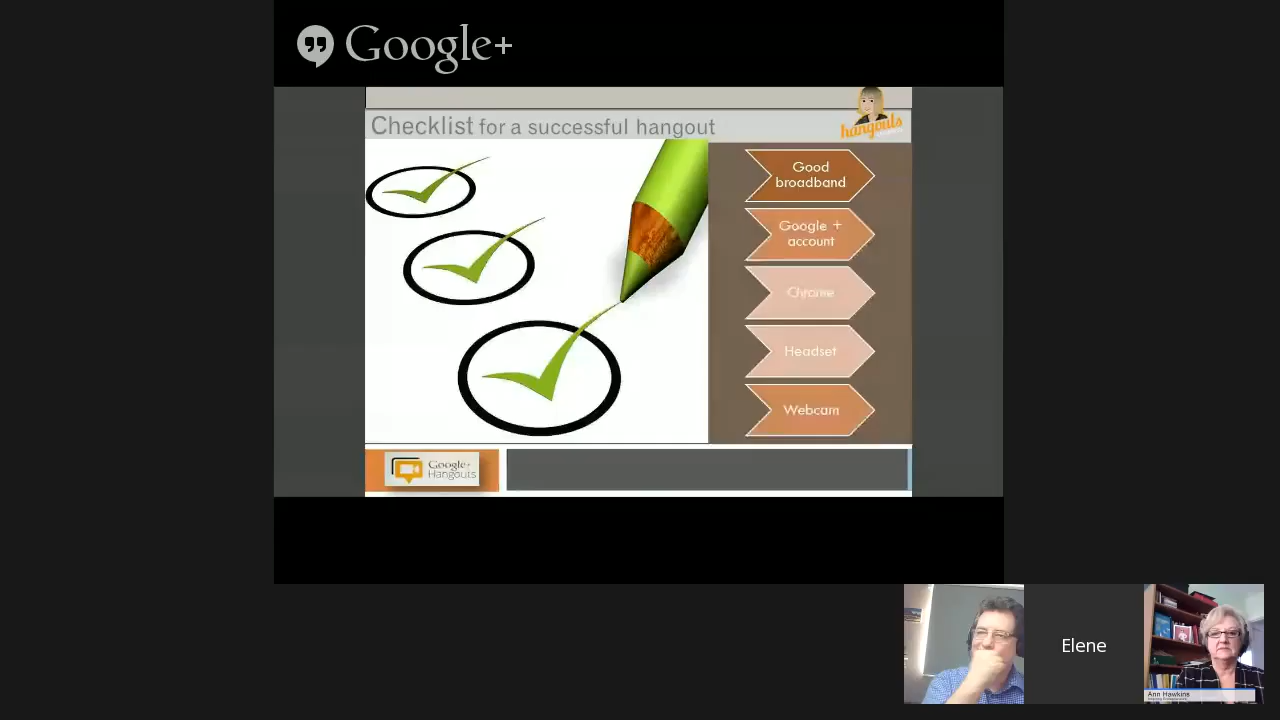 Google+
Checklist for a successful hangout
hangouts
Good
broadband
Google +
account
Chrome
Headset
Webcam
Google+
Hangouts
Elene
Ann Hawkins